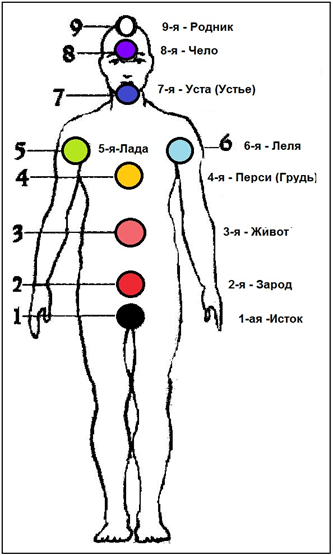 9 9-я - Родник
8 8-я - Чело
7 7-я - Уста (Устье)
5 5-я-Лада 6 6-я - Леля
4 4-я - Перси (Грудь)
3 3-я - Живот
2 2-я - Зарод
1 1-ая -Исток